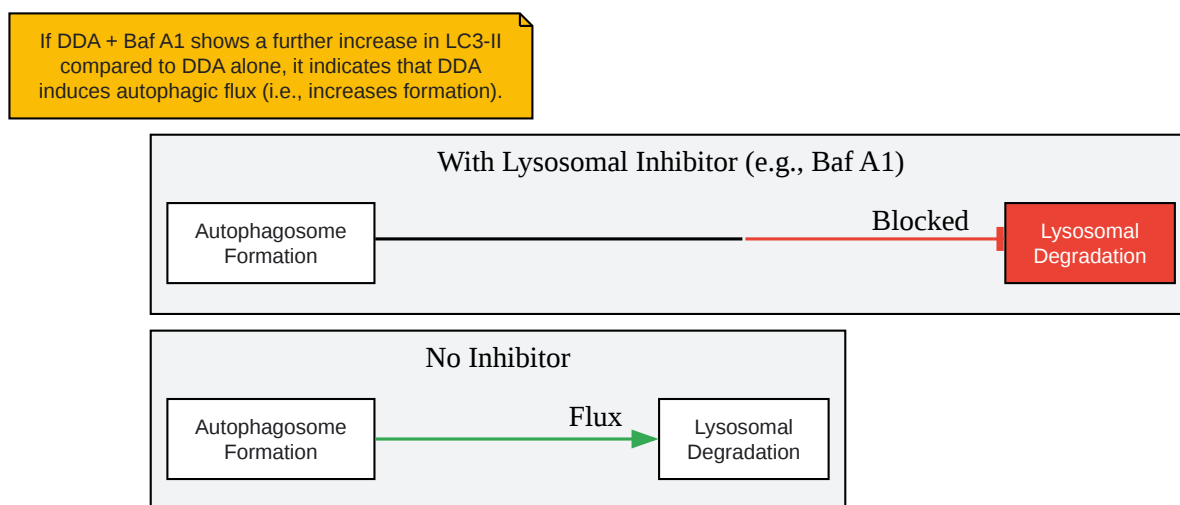 If DDA + Baf A1 shows a further increase in LC3-II
compared to DDA alone, it indicates that DDA
induces autophagic flux (i.e., increases formation).
With Lysosomal Inhibitor (e.g., Baf A1)
Autophagosome
Formation
Blocked
Lysosomal
Degradation
No Inhibitor
Autophagosome
Formation
Flux
Lysosomal
Degradation